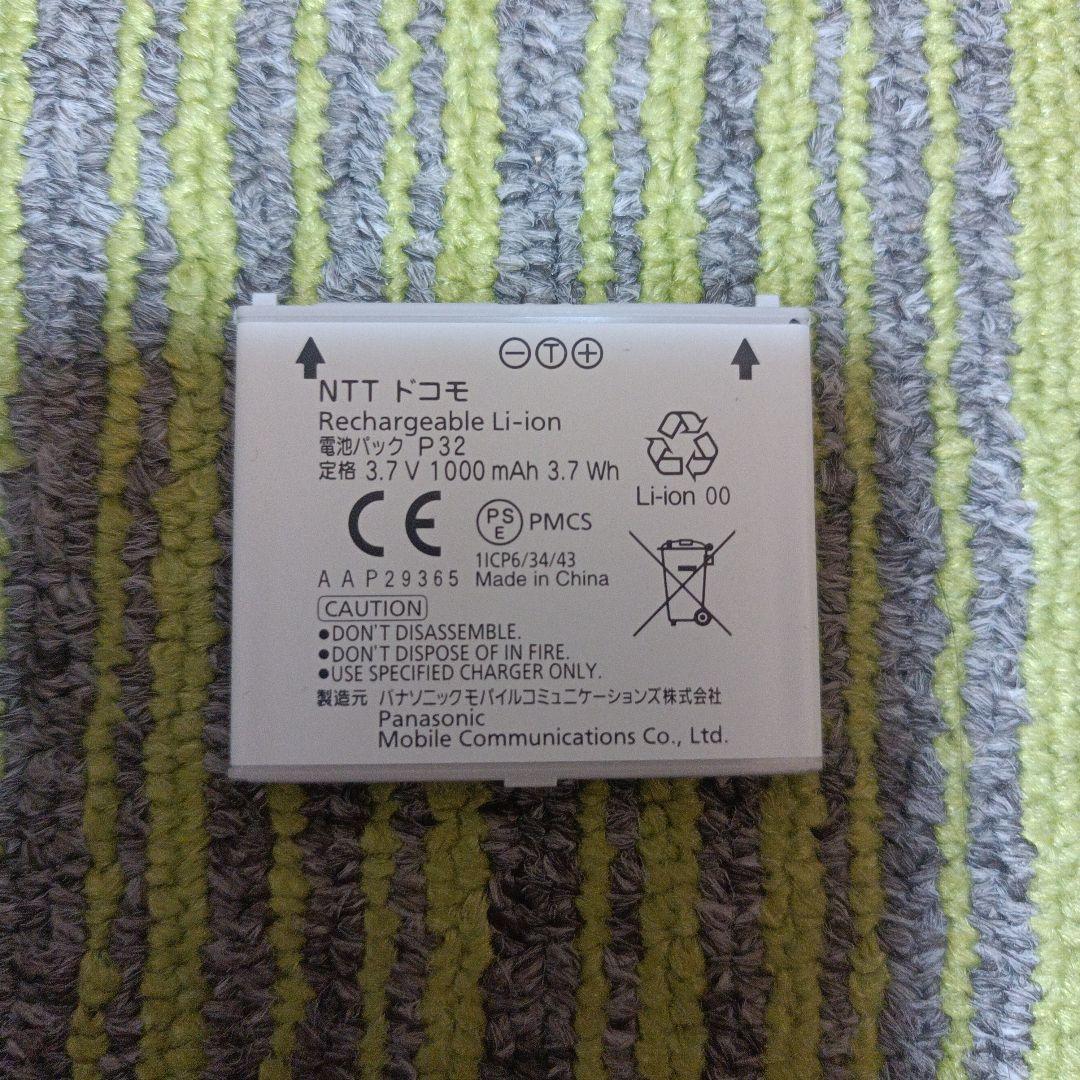 NTT ドコモ
Rechargeable Li-ion
電池パック P32
定格 3.7 V 1000 mAh 3.7 Wh
Li-ion 00
CE PSE PMCS
1ICP6/34/43
AAP29365 Made in China
CAUTION
●DON'T DISASSEMBLE.
●DON'T DISPOSE OF IN FIRE.
●USE SPECIFIED CHARGER ONLY.
製造元 パナソニックモバイルコミュニケーションズ株式会社
Panasonic
Mobile Communications Co., Ltd.